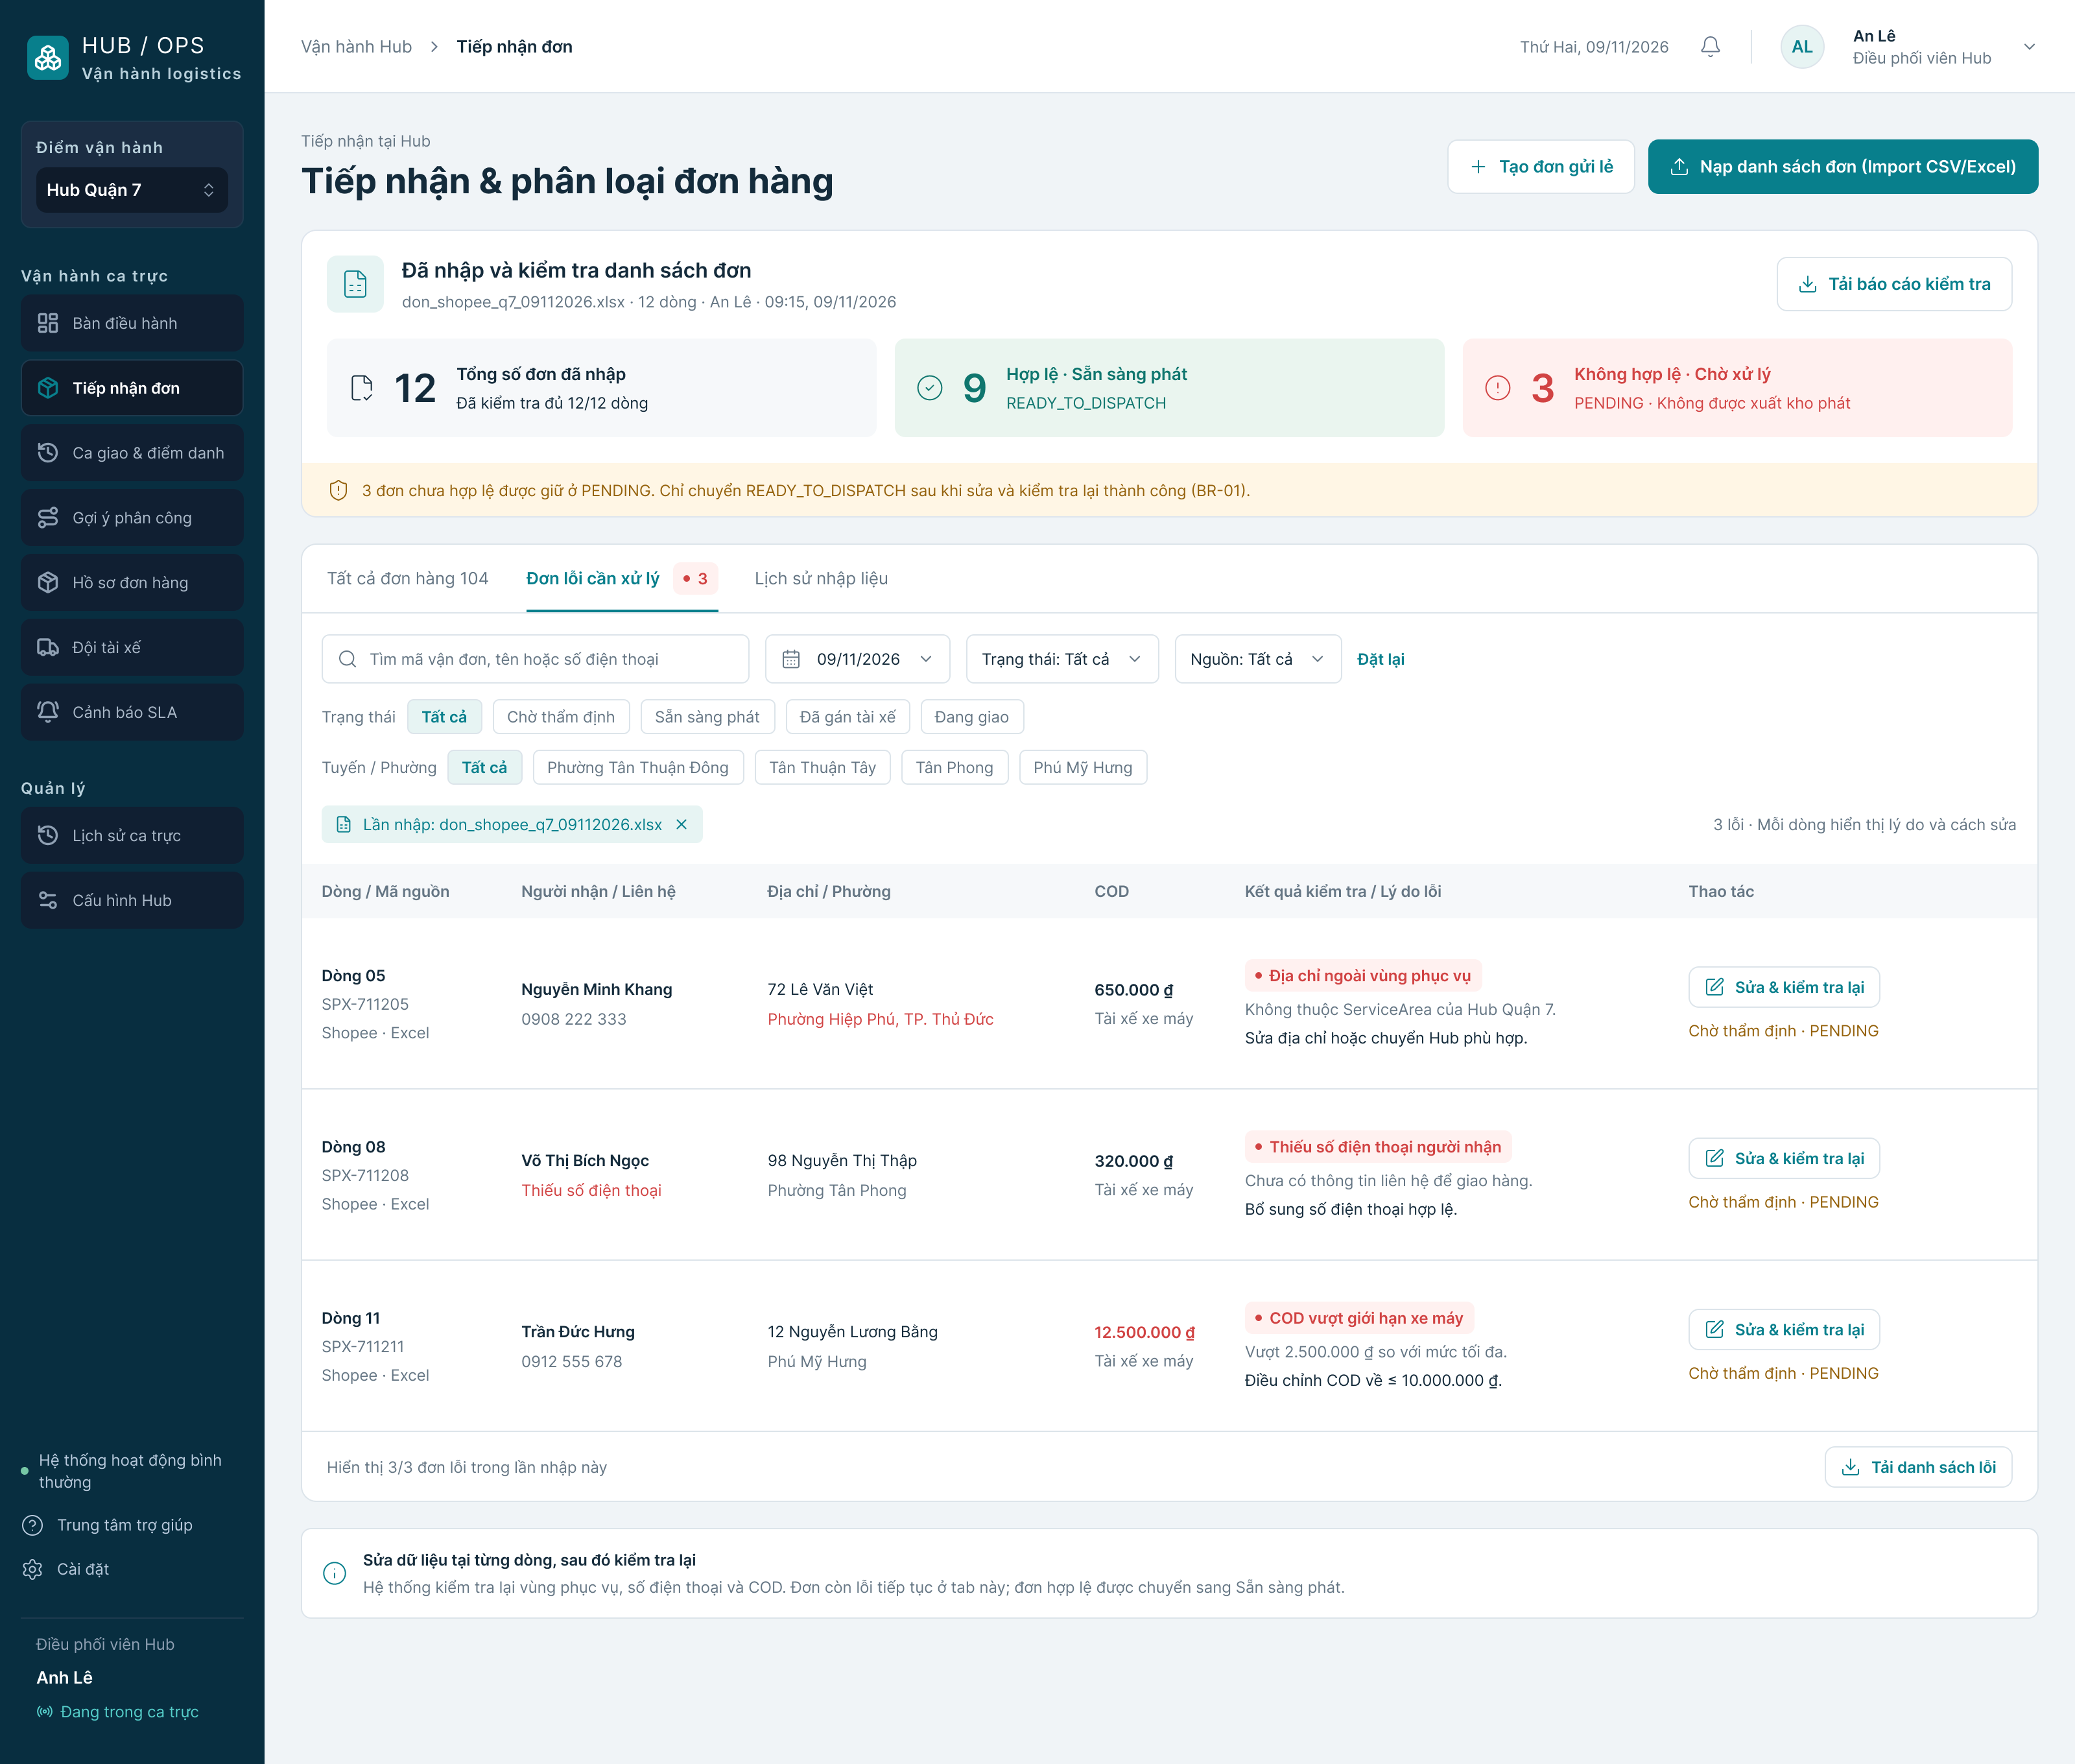 HUB / OPS
Vận hành logistics
Điểm vận hành
Hub Quận 7
Vận hành ca trực
Bàn điều hành
Tiếp nhận đơn
Ca giao & điểm danh
Gợi ý phân công
Hồ sơ đơn hàng
Đội tài xế
Cảnh báo SLA
Quản lý
Lịch sử ca trực
Cấu hình Hub
Hệ thống hoạt động bình
thường
Trung tâm trợ giúp
Cài đặt
Điều phối viên Hub
Anh Lê
Đang trong ca trực
Vận hành Hub
Tiếp nhận đơn
Thứ Hai, 09/11/2026
AL
An Lê
Điều phối viên Hub
Tiếp nhận tại Hub
Tiếp nhận & phân loại đơn hàng
Tạo đơn gửi lẻ
Nạp danh sách đơn (Import CSV/Excel)
Đã nhập và kiểm tra danh sách đơn
don_shopee_q7_09112026.xlsx · 12 dòng · An Lê · 09:15, 09/11/2026
Tải báo cáo kiểm tra
12
Tổng số đơn đã nhập
Đã kiểm tra đủ 12/12 dòng
9
Hợp lệ · Sẵn sàng phát
READY_TO_DISPATCH
3
Không hợp lệ · Chờ xử lý
PENDING · Không được xuất kho phát
3 đơn chưa hợp lệ được giữ ở PENDING. Chỉ chuyển READY_TO_DISPATCH sau khi sửa và kiểm tra lại thành công (BR-01).
Tất cả đơn hàng 104
Đơn lỗi cần xử lý
3
Lịch sử nhập liệu
Tìm mã vận đơn, tên hoặc số điện thoại
09/11/2026
Trạng thái: Tất cả
Nguồn: Tất cả
Đặt lại
Trạng thái
Tất cả
Chờ thẩm định
Sẵn sàng phát
Đã gán tài xế
Đang giao
Tuyến / Phường
Tất cả
Phường Tân Thuận Đông
Tân Thuận Tây
Tân Phong
Phú Mỹ Hưng
Lần nhập: don_shopee_q7_09112026.xlsx
3 lỗi · Mỗi dòng hiển thị lý do và cách sửa
Dòng / Mã nguồn
Người nhận / Liên hệ
Địa chỉ / Phường
COD
Kết quả kiểm tra / Lý do lỗi
Thao tác
Dòng 05
SPX-711205
Shopee · Excel
Nguyễn Minh Khang
0908 222 333
72 Lê Văn Việt
Phường Hiệp Phú, TP. Thủ Đức
650.000 ₫
Tài xế xe máy
Địa chỉ ngoài vùng phục vụ
Không thuộc ServiceArea của Hub Quận 7.
Sửa địa chỉ hoặc chuyển Hub phù hợp.
Sửa & kiểm tra lại
Chờ thẩm định · PENDING
Dòng 08
SPX-711208
Shopee · Excel
Võ Thị Bích Ngọc
Thiếu số điện thoại
98 Nguyễn Thị Thập
Phường Tân Phong
320.000 ₫
Tài xế xe máy
Thiếu số điện thoại người nhận
Chưa có thông tin liên hệ để giao hàng.
Bổ sung số điện thoại hợp lệ.
Sửa & kiểm tra lại
Chờ thẩm định · PENDING
Dòng 11
SPX-711211
Shopee · Excel
Trần Đức Hưng
0912 555 678
12 Nguyễn Lương Bằng
Phú Mỹ Hưng
12.500.000 ₫
Tài xế xe máy
COD vượt giới hạn xe máy
Vượt 2.500.000 ₫ so với mức tối đa.
Điều chỉnh COD về ≤ 10.000.000 ₫.
Sửa & kiểm tra lại
Chờ thẩm định · PENDING
Hiển thị 3/3 đơn lỗi trong lần nhập này
Tải danh sách lỗi
Sửa dữ liệu tại từng dòng, sau đó kiểm tra lại
Hệ thống kiểm tra lại vùng phục vụ, số điện thoại và COD. Đơn còn lỗi tiếp tục ở tab này; đơn hợp lệ được chuyển sang Sẵn sàng phát.